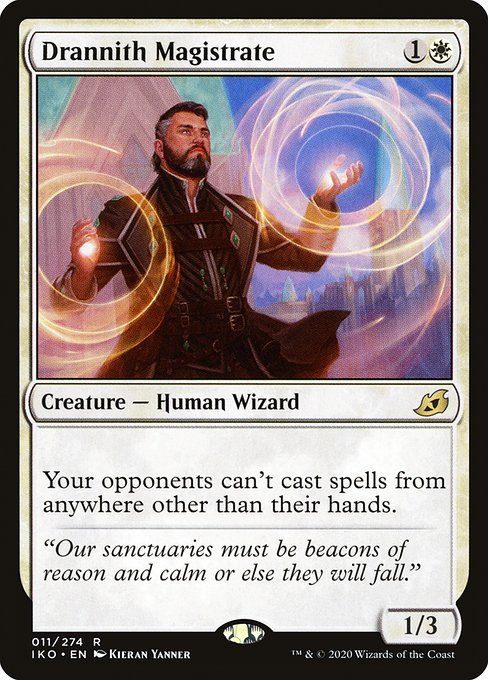 Drannith Magistrate 1
Creature — Human Wizard
Your opponents can't cast spells from
anywhere other than their hands.
“Our sanctuaries must be beacons of
reason and calm or else they will fall.”
1/3
011/274 R
IKO • EN Kieran Yanner ™ & © 2020 Wizards of the Coast